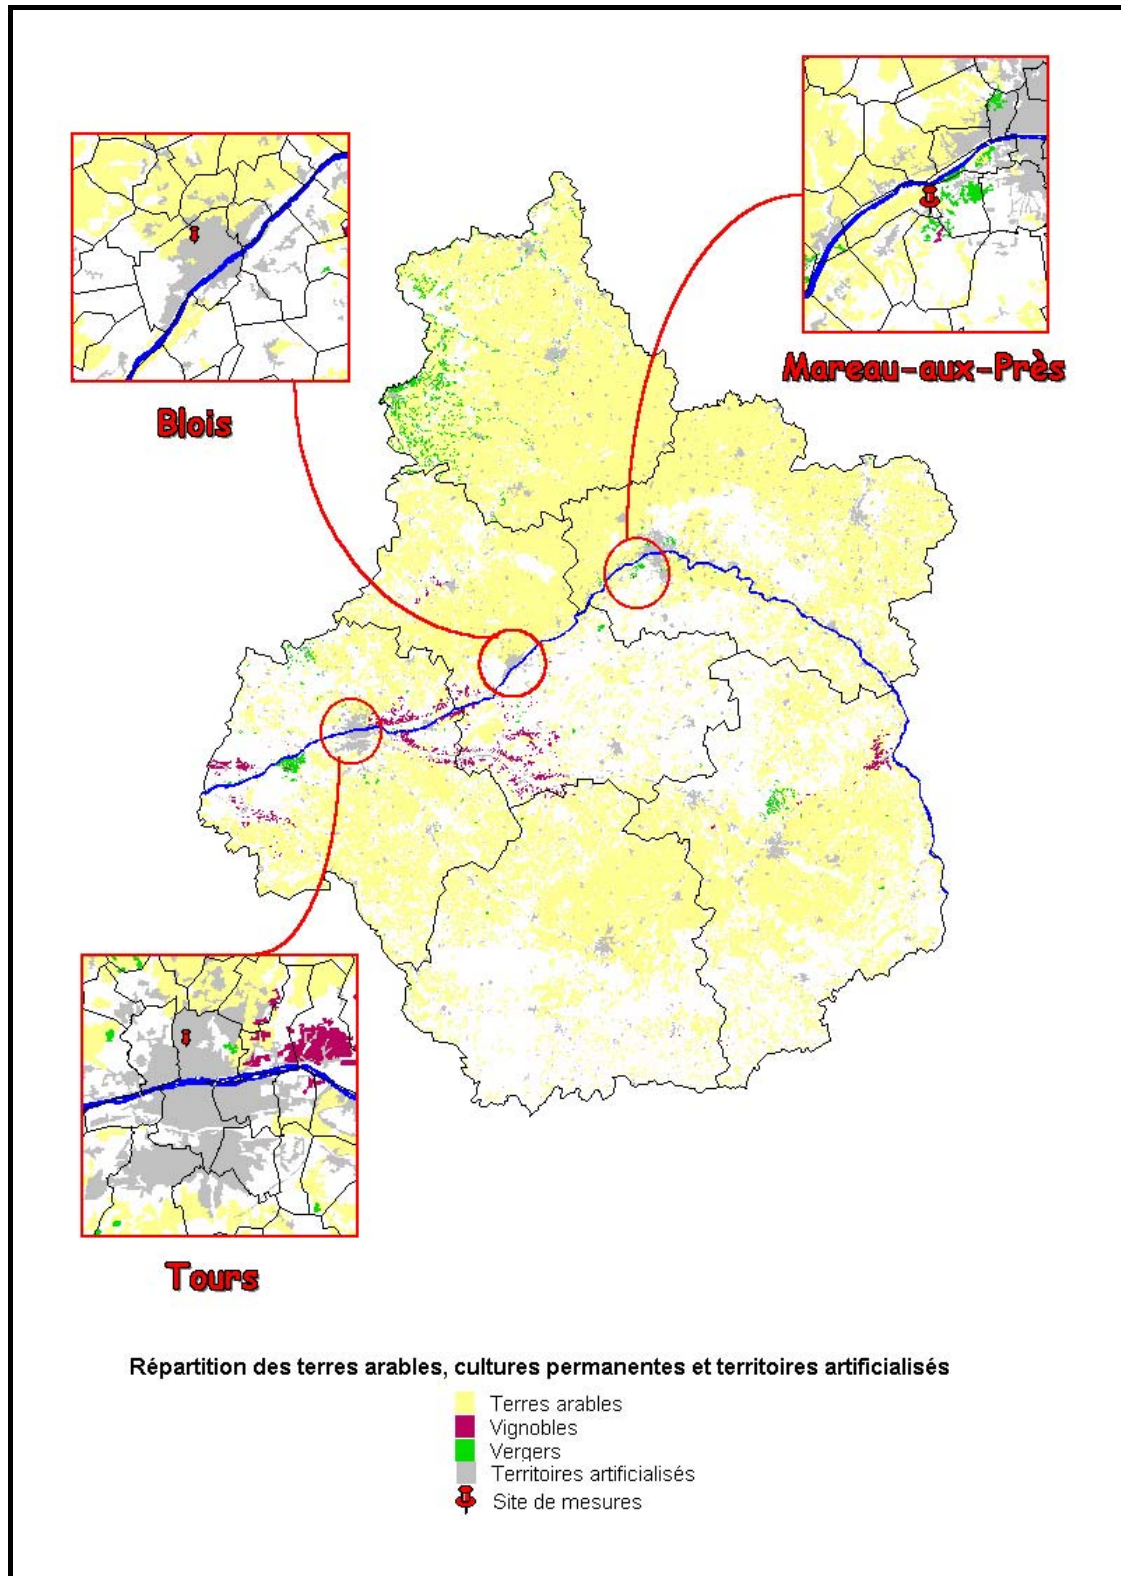 Mareau-aux-Près
Blois
Tours
Répartition des terres arables, cultures permanentes et territoires artificialisés
Terres arables
Vignobles
Vergers
Territoires artificialisés
Site de mesures